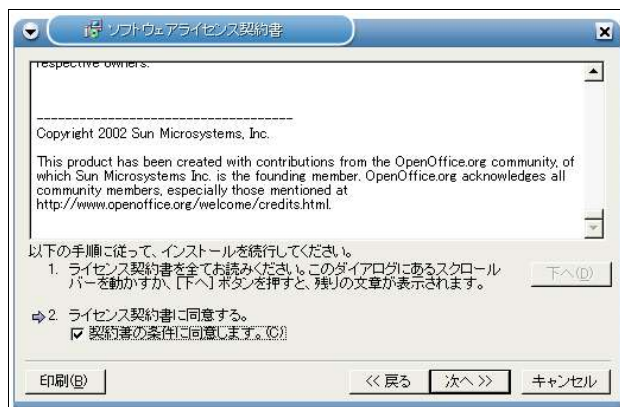 ソフトウェアライセンス契約書
respective owners.
-------------------------------------
Copyright 2002 Sun Microsystems, Inc.
This product has been created with contributions from the OpenOffice.org community, of
which Sun Microsystems Inc. is the founding member. OpenOffice.org acknowledges all
community members, especially those mentioned at
http://www.openoffice.org/welcome/credits.html.
以下の手順に従って、インストールを続行してください。
1. ライセンス契約書を全てお読みください。このダイアログにあるスクロール
バーを動かすか、[下へ] ボタンを押すと、残りの文章が表示されます。
下へ(D)
2. ライセンス契約書に同意する。
契約書の条件に同意します。(C)
印刷(B)
<< 戻る
次へ >>
キャンセル